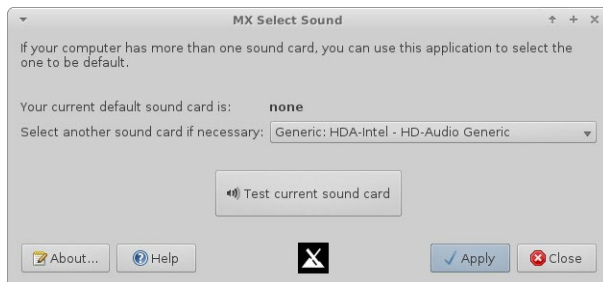 MX Select Sound
If your computer has more than one sound card, you can use this application to select the
one to be default.
Your current default sound card is: none
Select another sound card if necessary: Generic: HDA-Intel - HD-Audio Generic
Test current sound card
About... Help Apply Close